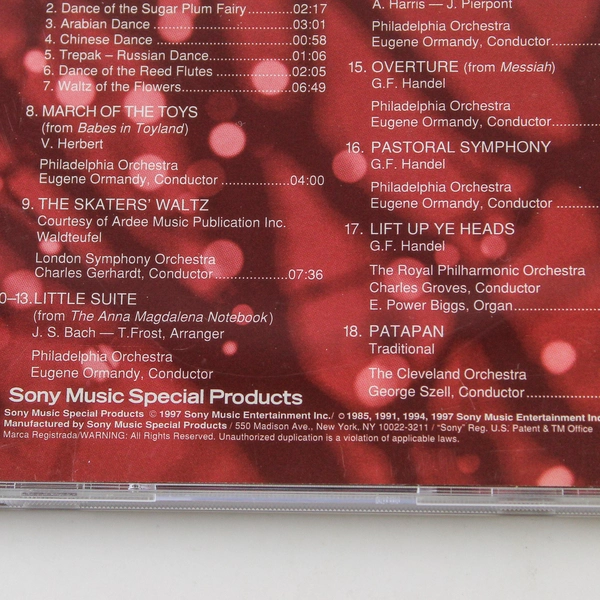 2. Dance of the Sugar Plum Fairy............02:17
3. Arabian Dance ..............................03:01
4. Chinese Dance ............................00:58
5. Trepak – Russian Dance................01:06
6. Dance of the Reed Flutes ..............02:05
7. Waltz of the Flowers......................06:49
8. MARCH OF THE TOYS
(from Babes in Toyland)
V. Herbert
Philadelphia Orchestra
Eugene Ormandy, Conductor ................04:00
9. THE SKATERS' WALTZ
Courtesy of Ardee Music Publication Inc.
Waldteufel
London Symphony Orchestra
Charles Gerhardt, Conductor..................07:36
0–13. LITTLE SUITE
(from The Anna Magdalena Notebook)
J. S. Bach — T.Frost, Arranger
Philadelphia Orchestra
Eugene Ormandy, Conductor
A. Harris — J. Pierpont
Philadelphia Orchestra
Eugene Ormandy, Conductor............
15. OVERTURE (from Messiah)
G.F. Handel
Philadelphia Orchestra
Eugene Ormandy, Conductor............
16. PASTORAL SYMPHONY
G.F. Handel
Philadelphia Orchestra
Eugene Ormandy, Conductor ............
17. LIFT UP YE HEADS
G.F. Handel
The Royal Philharmonic Orchestra
Charles Groves, Conductor
E. Power Biggs, Organ......................
18. PATAPAN
Traditional
The Cleveland Orchestra
George Szell, Conductor..................
Sony Music Special Products
Sony Music Special Products © 1997 Sony Music Entertainment Inc./ ℗ 1985, 1991, 1994, 1997 Sony Music Entertainment Inc
Manufactured by Sony Music Special Products / 550 Madison Ave., New York, NY 10022-3211 / "Sony" Reg. U.S. Patent & TM Office
Marca Registrada/WARNING: All Rights Reserved. Unauthorized duplication is a violation of applicable laws.